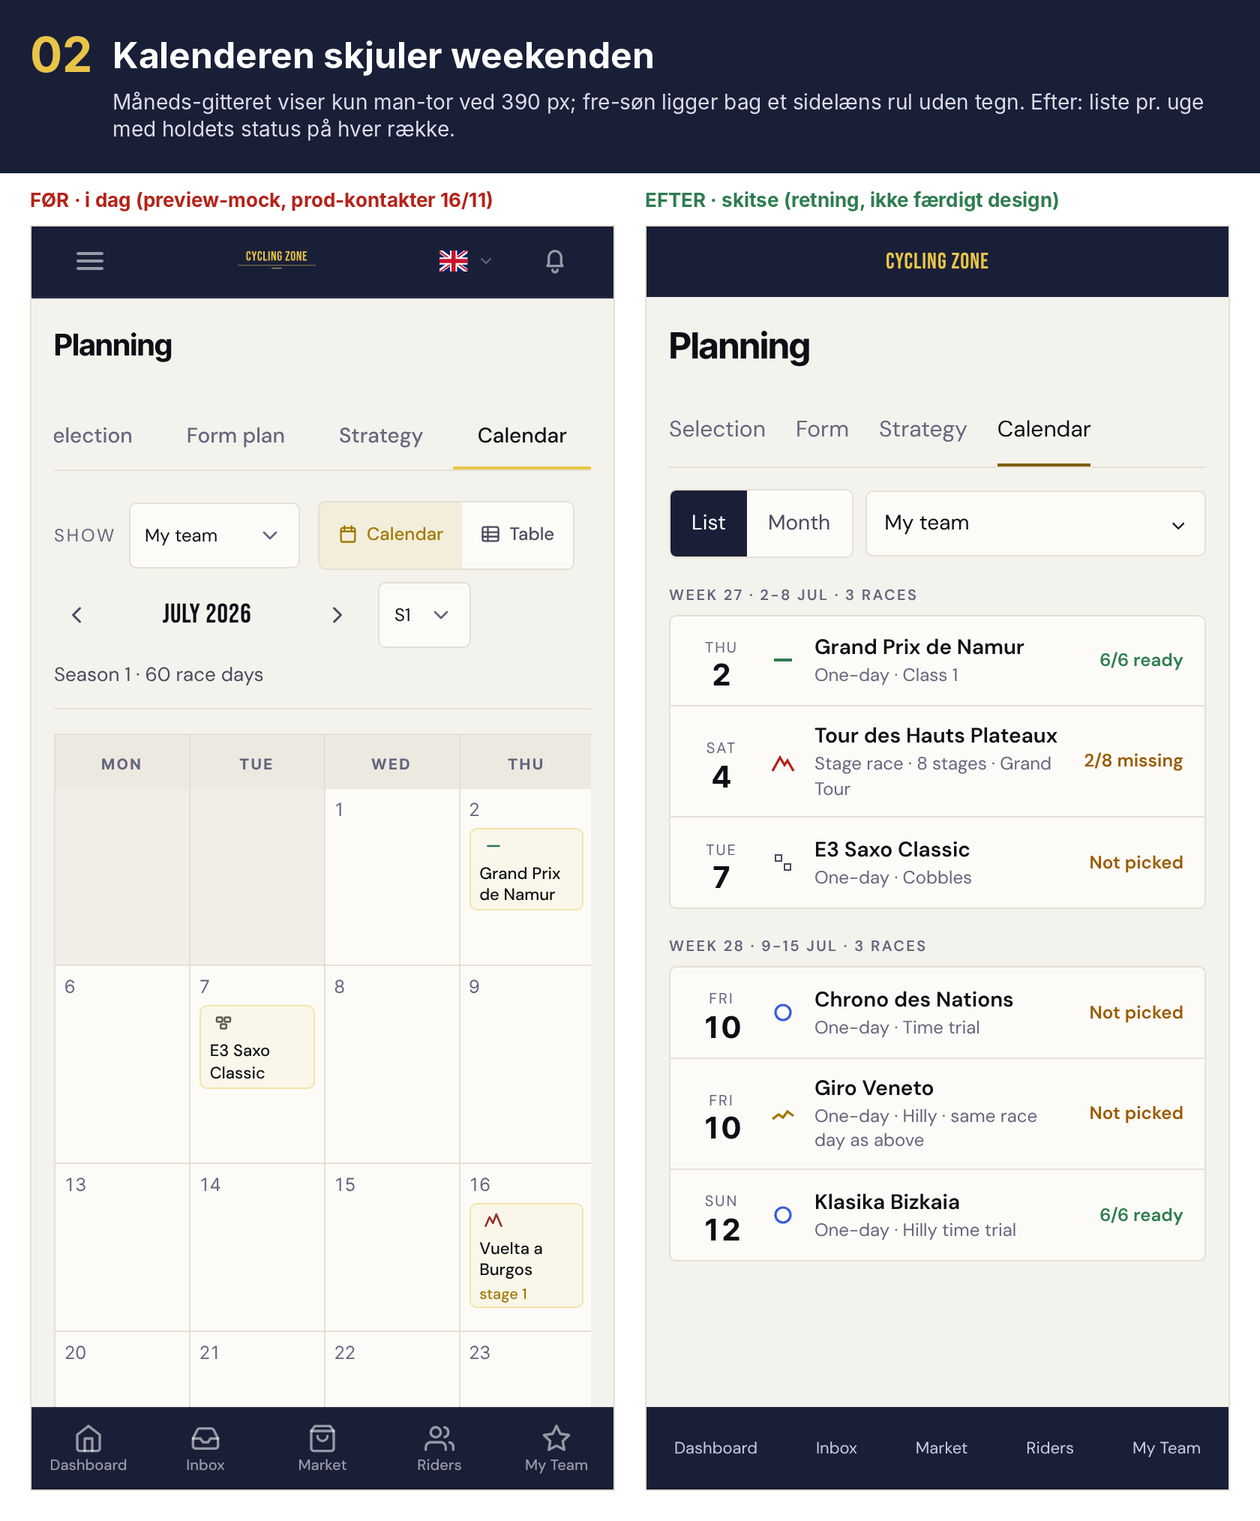 02 Kalenderen skjuler weekenden
Måneds-gitteret viser kun man-tor ved 390 px; fre-søn ligger bag et sidelæns rul uden tegn. Efter: liste pr. uge
med holdets status på hver række.
FØR · i dag (preview-mock, prod-kontakter 16/11)
CYCLING ZONE
Planning
election Form plan Strategy Calendar
SHOW My team Calendar Table
JULY 2026 S1
Season 1 · 60 race days
MON TUE WED THU
1 2
Grand Prix
de Namur
6 7 8 9
E3 Saxo
Classic
13 14 15 16
Vuelta a
Burgos
stage 1
20 21 22 23
Dashboard Inbox Market Riders My Team
EFTER · skitse (retning, ikke færdigt design)
CYCLING ZONE
Planning
Selection Form Strategy Calendar
List Month My team
WEEK 27 · 2-8 JUL · 3 RACES
THU
2
Grand Prix de Namur
One-day · Class 1
6/6 ready
SAT
4
Tour des Hauts Plateaux
Stage race · 8 stages · Grand
Tour
2/8 missing
TUE
7
E3 Saxo Classic
One-day · Cobbles
Not picked
WEEK 28 · 9-15 JUL · 3 RACES
FRI
10
Chrono des Nations
One-day · Time trial
Not picked
FRI
10
Giro Veneto
One-day · Hilly · same race
day as above
Not picked
SUN
12
Klasika Bizkaia
One-day · Hilly time trial
6/6 ready
Dashboard Inbox Market Riders My Team